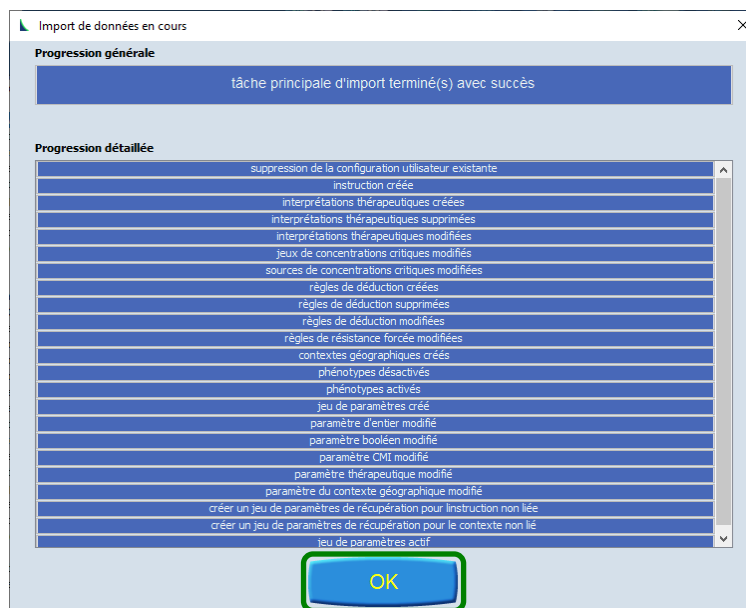 Import de données en cours
Progression générale
tâche principale d'import terminé(s) avec succès
Progression détaillée
suppression de la configuration utilisateur existante
instruction créée
interprétations thérapeutiques créées
interprétations thérapeutiques supprimées
interprétations thérapeutiques modifiées
jeux de concentrations critiques modifiés
sources de concentrations critiques modifiées
règles de déduction créées
règles de déduction supprimées
règles de déduction modifiées
règles de résistance forcée modifiées
contextes géographiques créés
phénotypes désactivés
phénotypes activés
jeu de paramètres créé
paramètre d'entier modifié
paramètre booléen modifié
paramètre CMI modifié
paramètre thérapeutique modifié
paramètre du contexte géographique modifié
créer un jeu de paramètres de récupération pour linstruction non liée
créer un jeu de paramètres de récupération pour le contexte non lié
jeu de paramètres actif
OK